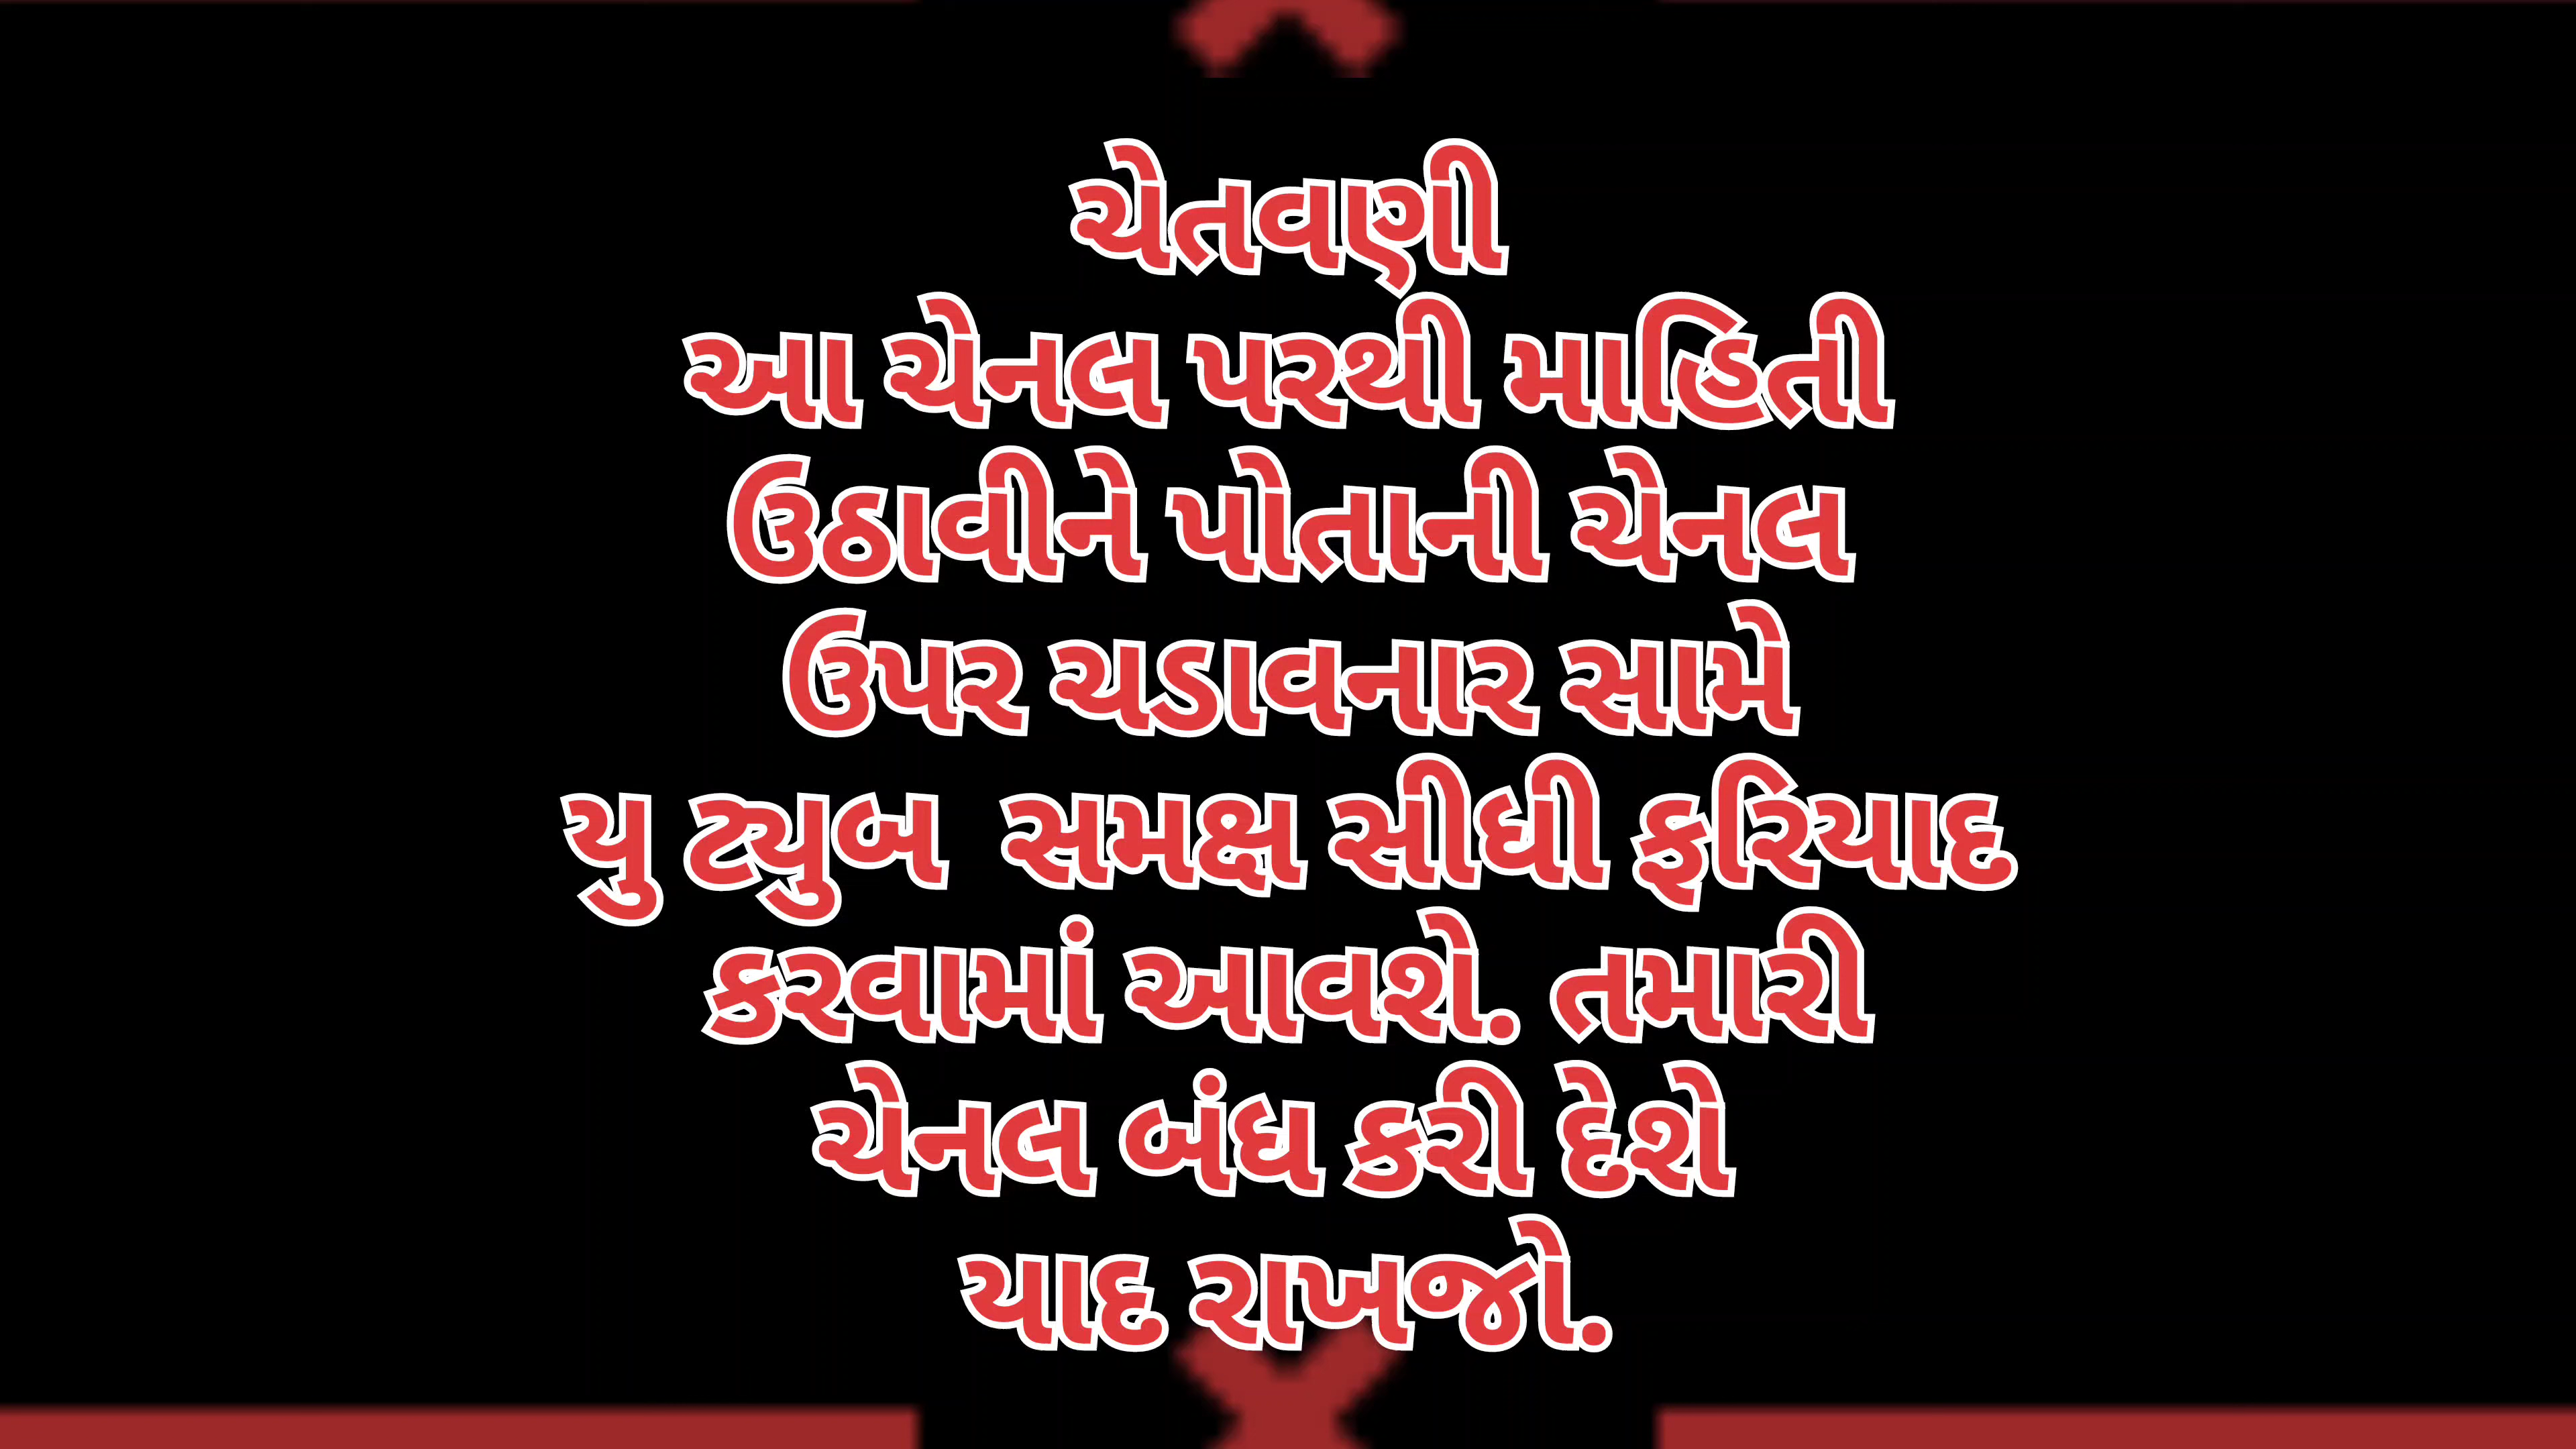 ચેતવણી
આ ચેનલ પરથી માહિતી
ઉઠાવીને પોતાની ચેનલ
ઉપર ચડાવનાર સામે
યુ ટ્યુબ  સમક્ષ સીધી ફરિયાદ
કરવામાં આવશે. તમારી
ચેનલ બંધ કરી દેશે
યાદ રાખજો.